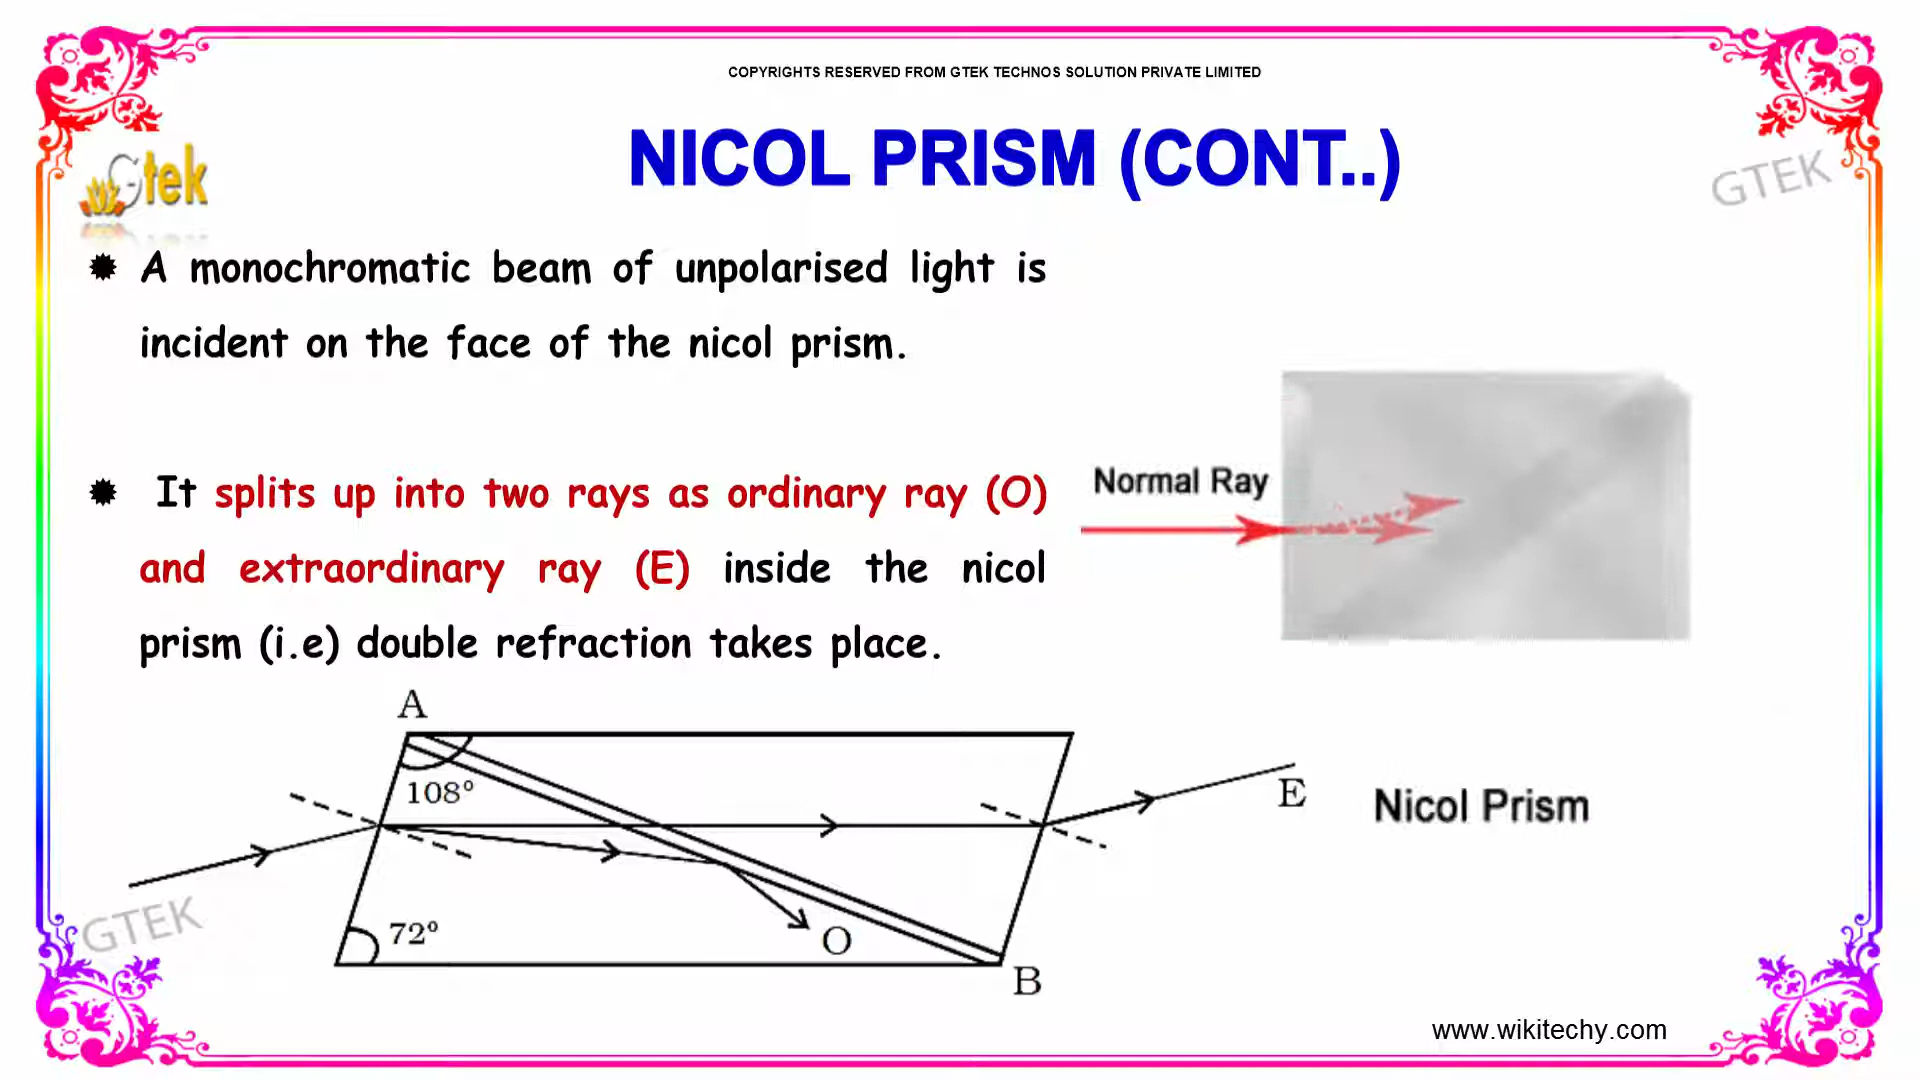 COPYRIGHTS RESERVED FROM GTEK TECHNOS SOLUTION PRIVATE LIMITED
Gtek
NICOL PRISM (CONT..)
GTEK
A monochromatic beam of unpolarised light is
incident on the face of the nicol prism.
It splits up into two rays as ordinary ray (O)
and extraordinary ray (E) inside the nicol
prism (i.e) double refraction takes place.
Normal Ray
A
108°
E
Nicol Prism
72°
O
B
GTEK
www.wikitechy.com